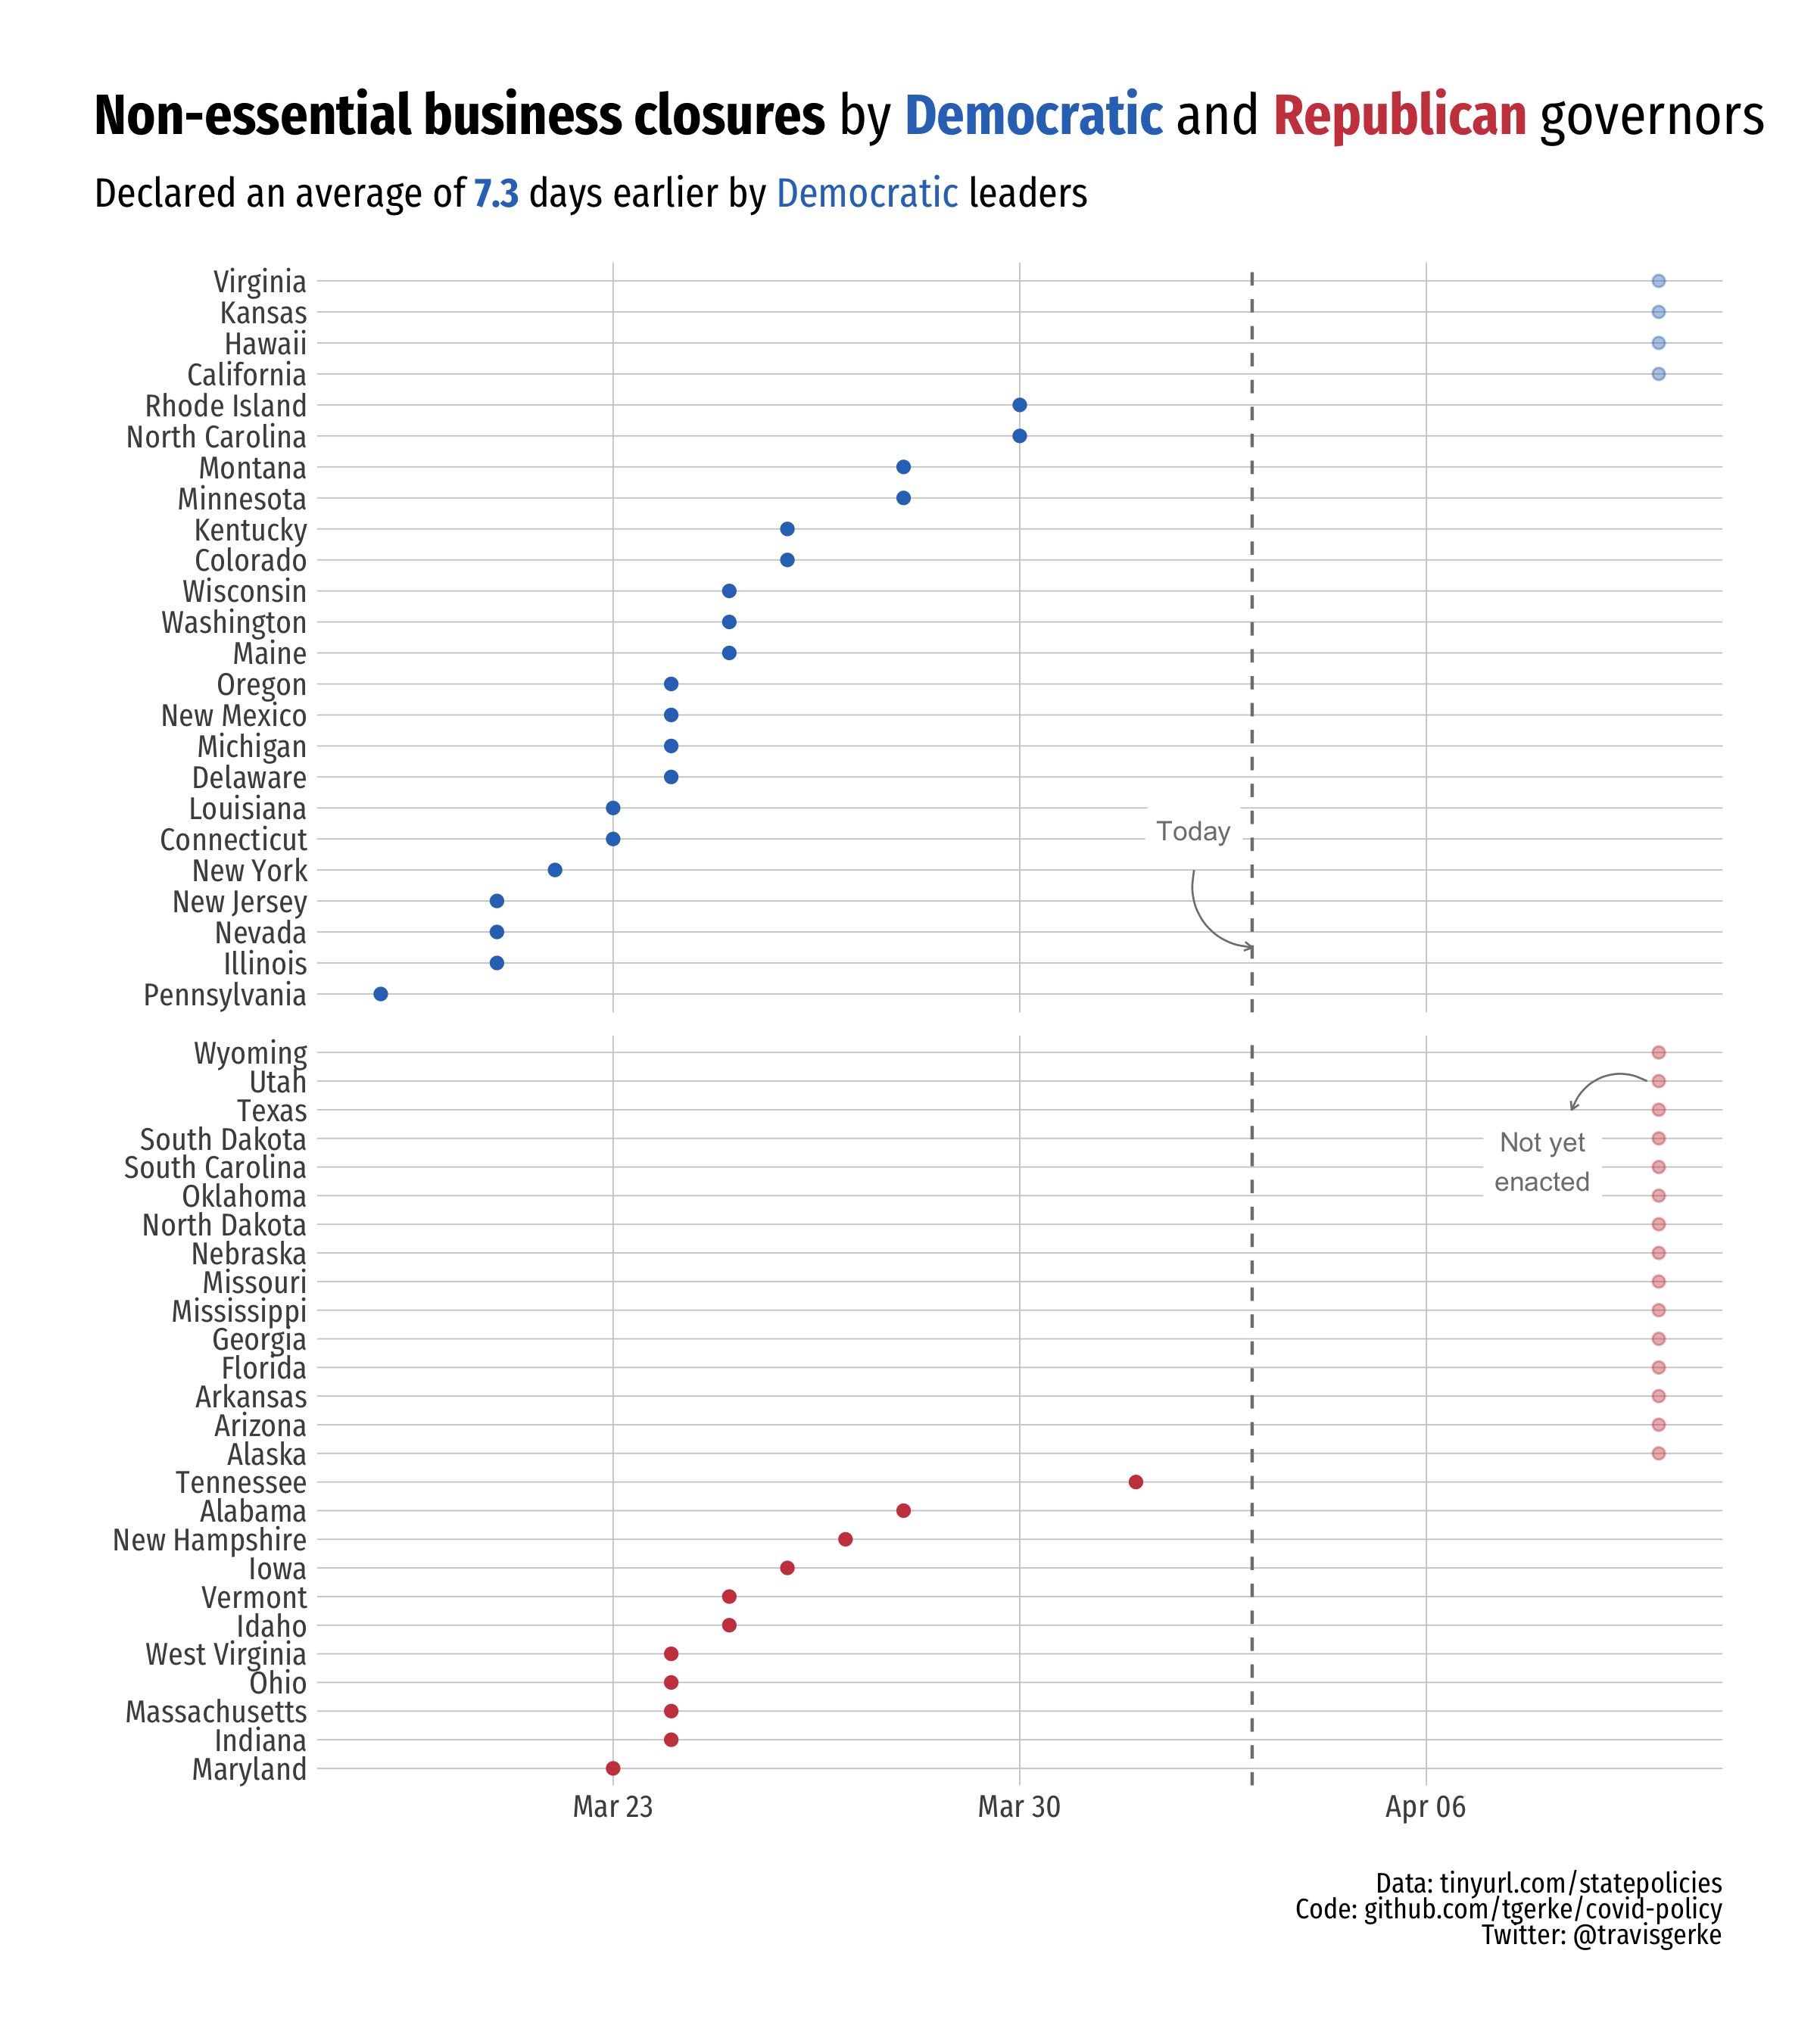 Non-essential business closures by Democratic and Republican governors
Declared an average of 7.3 days earlier by Democratic leaders
Virginia
Kansas
Hawaii
California
Rhode Island
North Carolina
Montana
Minnesota
Kentucky
Colorado
Wisconsin
Washington
Maine
Oregon
New Mexico
Michigan
Delaware
Louisiana
Connecticut
New York
New Jersey
Nevada
Illinois
Pennsylvania
Today
Wyoming
Utah
Texas
South Dakota
South Carolina
Oklahoma
North Dakota
Nebraska
Missouri
Mississippi
Georgia
Florida
Arkansas
Arizona
Alaska
Tennessee
Alabama
New Hampshire
Iowa
Vermont
Idaho
West Virginia
Ohio
Massachusetts
Indiana
Maryland
Not yet
enacted
Mar 23
Mar 30
Apr 06
Data: tinyurl.com/statepolicies
Code: github.com/tgerke/covid-policy
Twitter: @travisgerke